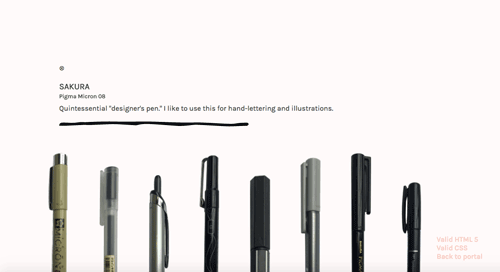 SAKURA
Pigma Micron 08
Quintessential "designer's pen." I like to use this for hand-lettering and illustrations.
MICRON
Valid HTML 5
Valid CSS
Back to portal